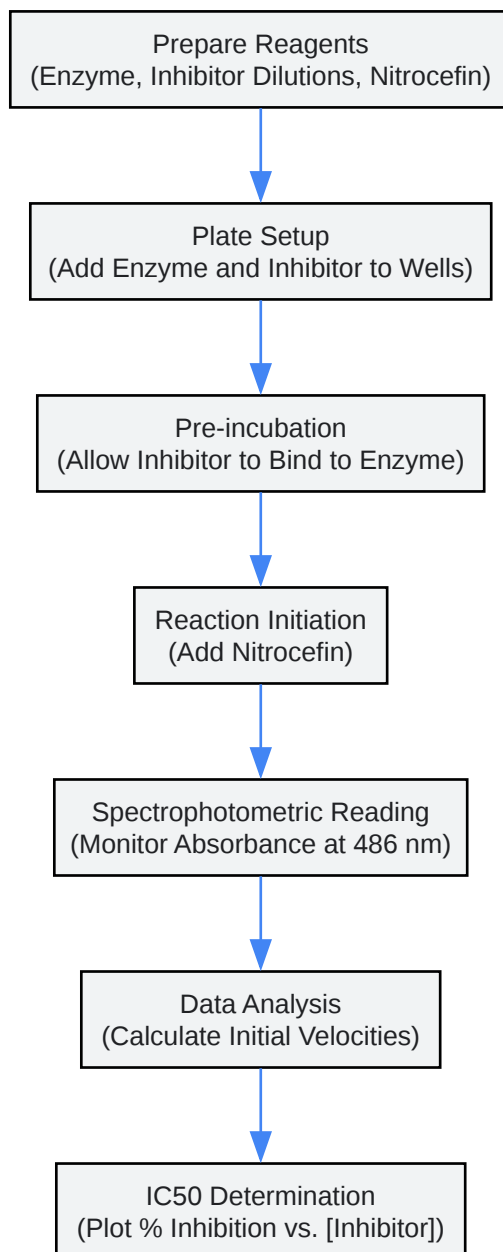 Prepare Reagents
(Enzyme, Inhibitor Dilutions, Nitrocefin)
Plate Setup
(Add Enzyme and Inhibitor to Wells)
Pre-incubation
(Allow Inhibitor to Bind to Enzyme)
Reaction Initiation
(Add Nitrocefin)
Spectrophotometric Reading
(Monitor Absorbance at 486 nm)
Data Analysis
(Calculate Initial Velocities)
IC50 Determination
(Plot % Inhibition vs. [Inhibitor])